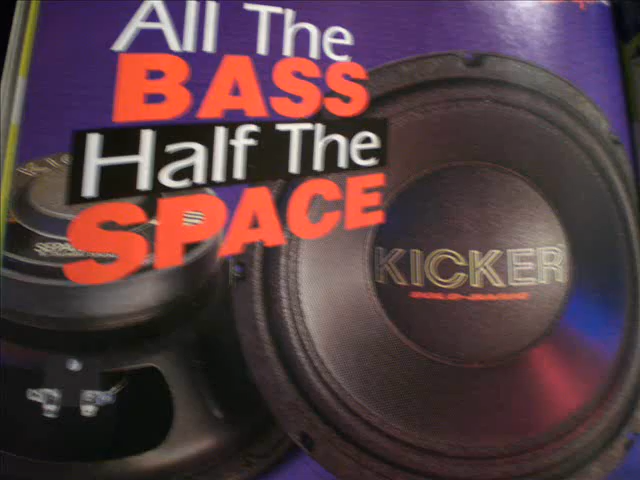 All The
BASS
Half The
SPACE
KICKER